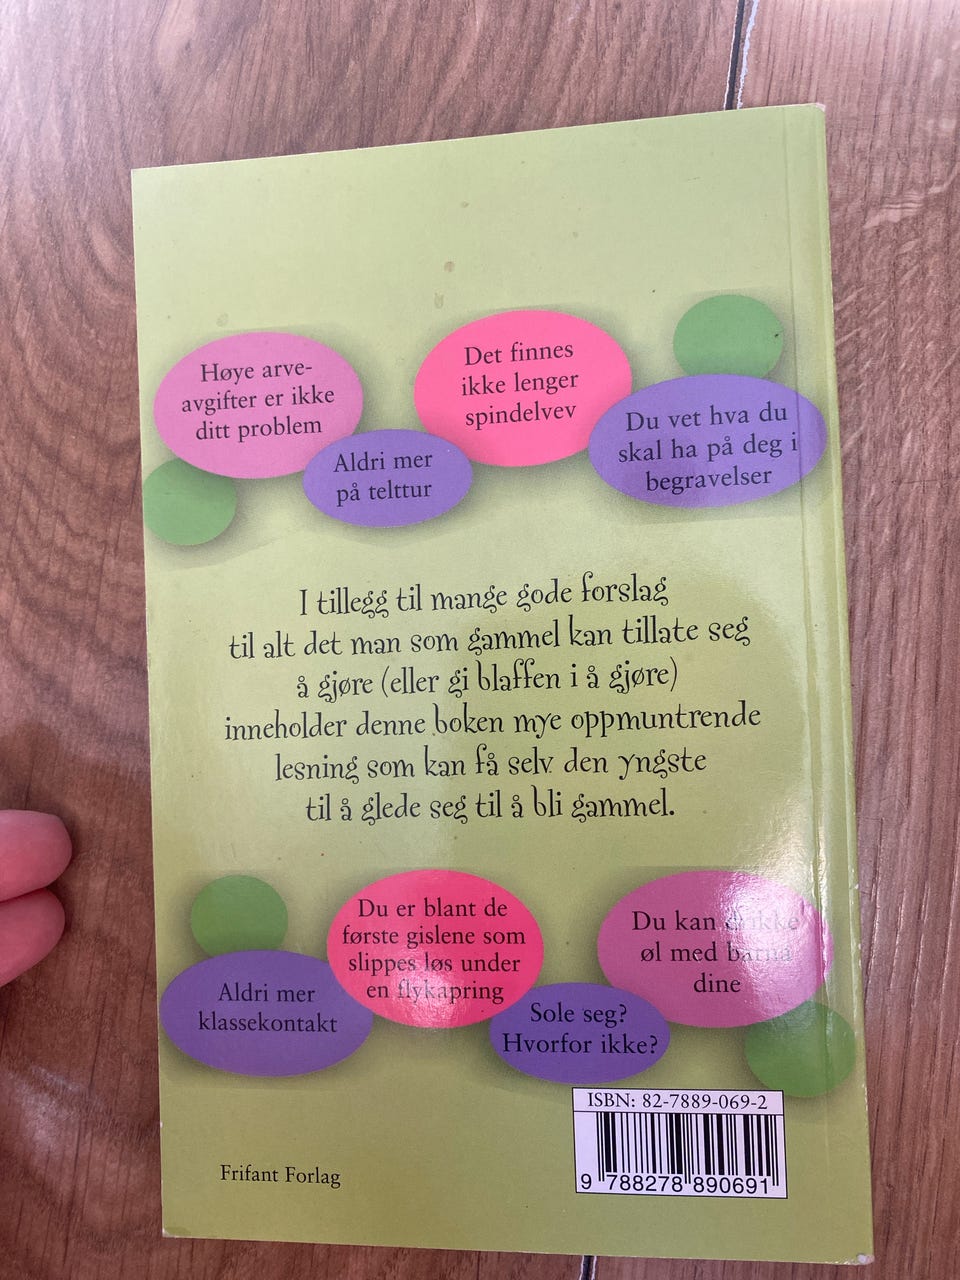 Høye arve-
avgifter er ikke
ditt problem
Aldri mer
på telttur
Det finnes
ikke lenger
spindelvev
Du vet hva du
skal ha på deg i
begravelser
I tillegg til mange gode forslag
til alt det man som gammel kan tillate seg
å gjøre (eller gi blaffen i å gjøre)
inneholder denne boken mye oppmuntrende
lesning som kan få selv den yngste
til å glede seg til å bli gammel.
Aldri mer
klassekontakt
Du er blant de
første gislene som
slippes løs under
en flykapring
Sole seg?
Hvorfor ikke?
Du kan drikke
øl med barna
dine
Frifant Forlag
ISBN: 82-7889-069-2
9 788278 890691